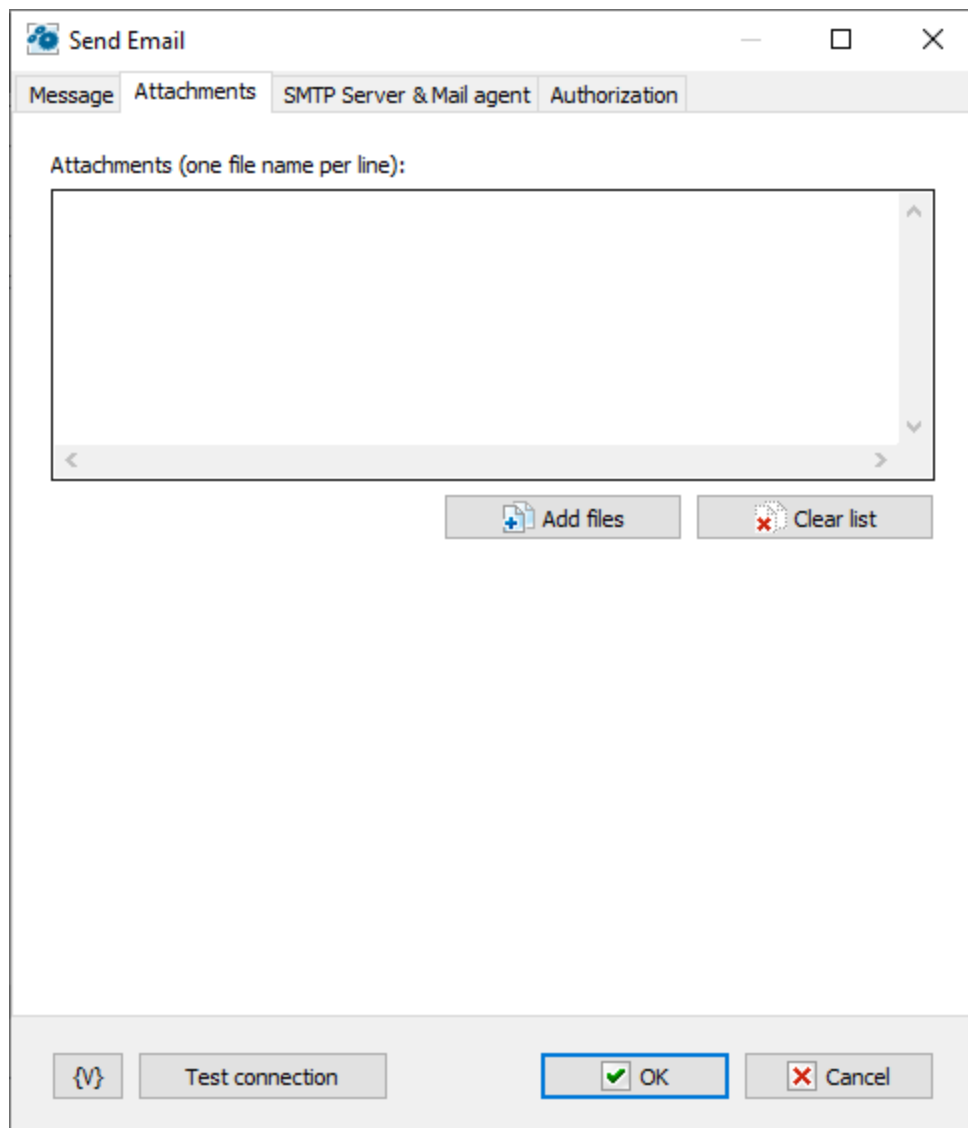 Send Email
Message Attachments SMTP Server & Mail agent Authorization
Attachments (one file name per line):
Add files Clear list
{V} Test connection OK Cancel